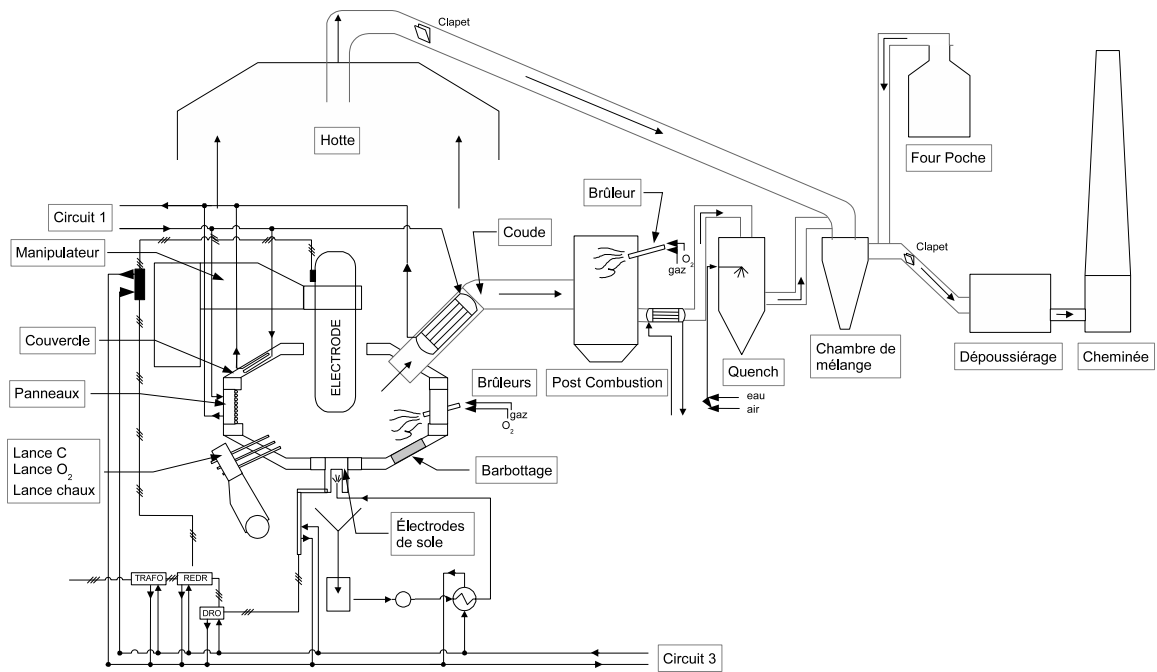 Clapet
Hotte
Four Poche
Brûleur
O2
gaz
Circuit 1
Coude
Manipulateur
Clapet
Couvercle
ELECTRODE
Chambre de
mélange
Dépoussiérage
Cheminée
Panneaux
Brûleurs
Post Combustion
Quench
gaz
O2
eau
air
Lance C
Lance O2
Lance chaux
Barbottage
Électrodes
de sole
TRAFO
REDR
DRO
Circuit 3